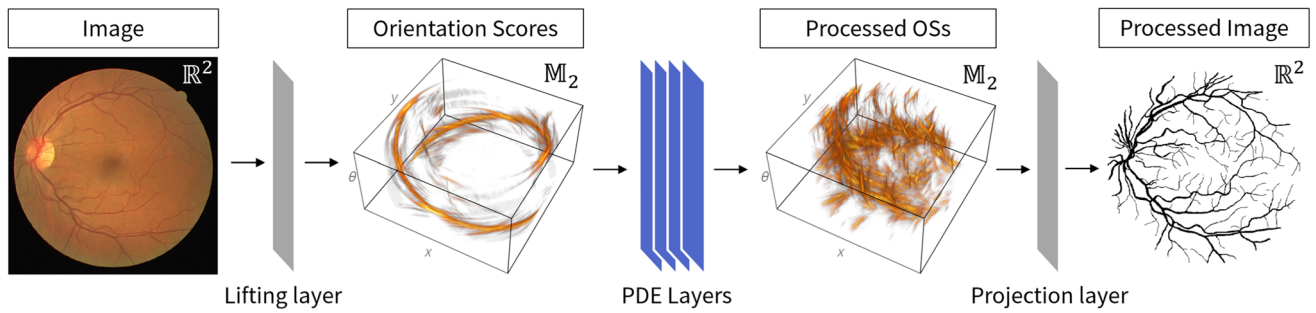 Image
Orientation Scores
Processed OSs
Processed Image
ℝ²
𝕄₂
𝕄₂
ℝ²
y
θ
x
y
θ
x
Lifting layer
PDE Layers
Projection layer